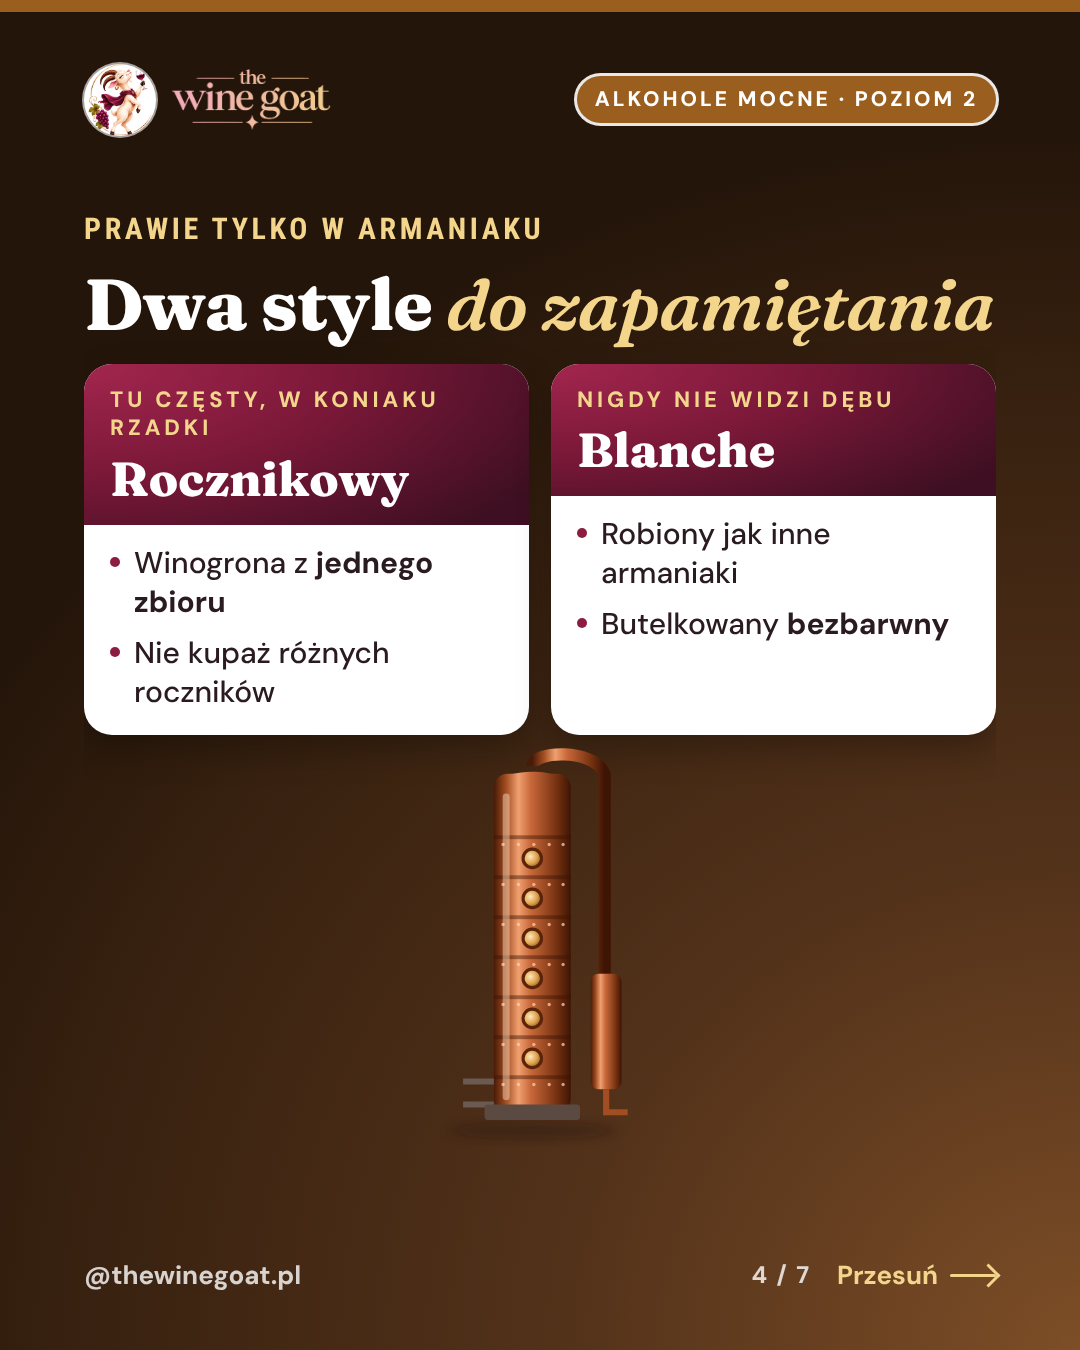 the
wine goat
ALKOHOLE MOCNE · POZIOM 2
PRAWIE TYLKO W ARMANIAKU
Dwa style do zapamiętania
TU CZĘSTY, W KONIAKU
RZADKI
Rocznikowy
• Winogrona z jednego
zbioru
• Nie kupaż różnych
roczników
NIGDY NIE WIDZI DĘBU
Blanche
• Robiony jak inne
armaniaki
• Butelkowany bezbarwny
@thewinegoat.pl
4 / 7
Przesuń